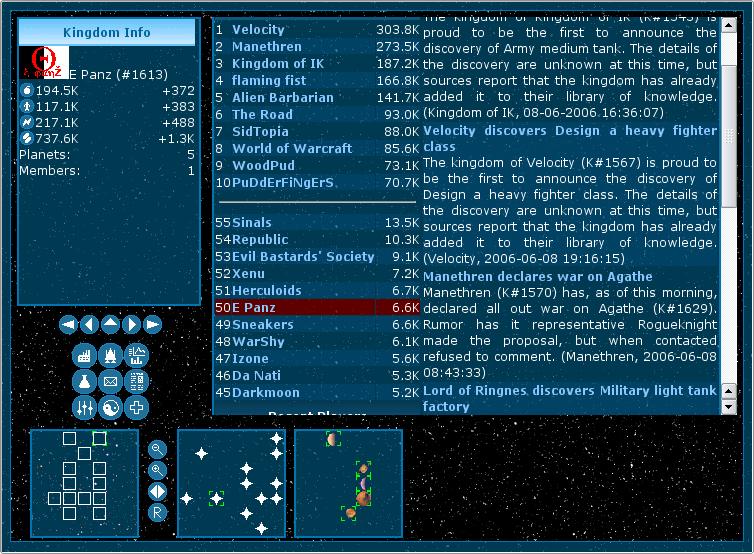 Kingdom Info
E Panz (#1613)
194.5K +372
117.1K +383
217.1K +488
737.6K +1.3K
Planets: 5
Members: 1
1 Velocity 303.8K
2 Manethren 273.5K
3 Kingdom of IK 187.2K
4 flaming fist 166.8K
5 Alien Barbarian 141.7K
6 The Road 93.0K
7 SidTopia 88.0K
8 World of Warcraft 85.6K
9 WoodPud 73.1K
10 PuDdErFiNgErS 70.7K
55 Sinals 13.5K
54 Republic 10.3K
53 Evil Bastards' Society 9.1K
52 Xenu 7.2K
51 Herculoids 6.7K
50 E Panz 6.6K
49 Sneakers 6.6K
48 WarShy 6.1K
47 Izone 5.6K
46 Da Nati 5.3K
45 Darkmoon 5.2K
Recent Players
The kingdom of Kingdom of IK (K#1543) is
proud to be the first to announce the
discovery of Army medium tank. The details of
the discovery are unknown at this time, but
sources report that the kingdom has already
added it to their library of knowledge.
(Kingdom of IK, 08-06-2006 16:36:07)
Velocity discovers Design a heavy fighter
class
The kingdom of Velocity (K#1567) is proud to
be the first to announce the discovery of
Design a heavy fighter class. The details of
the discovery are unknown at this time, but
sources report that the kingdom has already
added it to their library of knowledge.
(Velocity, 2006-06-08 19:16:15)
Manethren declares war on Agathe
Manethren (K#1570) has, as of this morning,
declared all out war on Agathe (K#1629).
Rumor has it representative Rogueknight
made the proposal, but when contacted
refused to comment. (Manethren, 2006-06-08
08:43:33)
Lord of Ringnes discovers Military light tank
factory
R